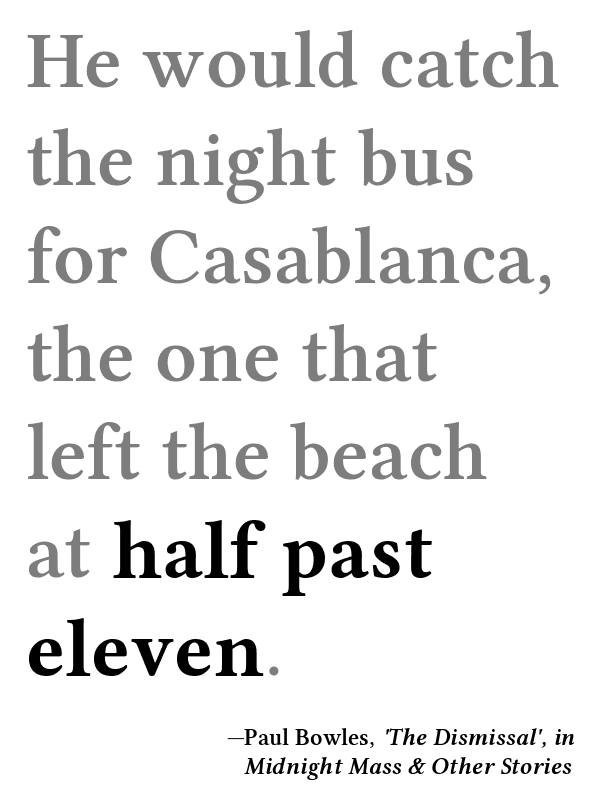 He would catch
the night bus
for Casablanca,
the one that
left the beach
at half past
eleven.
—Paul Bowles, 'The Dismissal', in
Midnight Mass & Other Stories